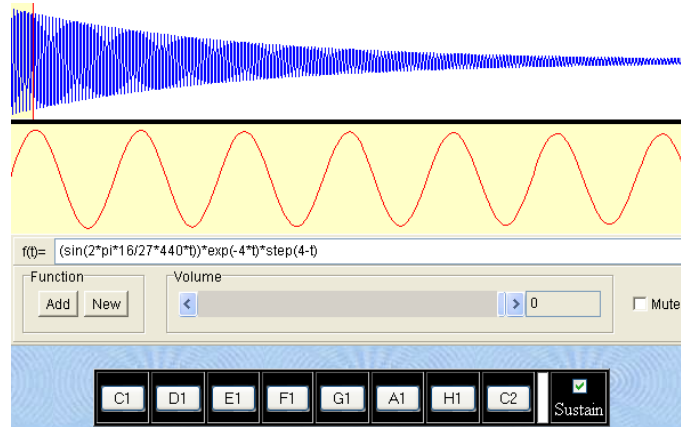 f(t)= (sin(2*pi*16/27*440*t))*exp(-4*t)*step(4-t)
Function Volume
Add New < > 0 Mute
C1 D1 E1 F1 G1 A1 H1 C2 Sustain